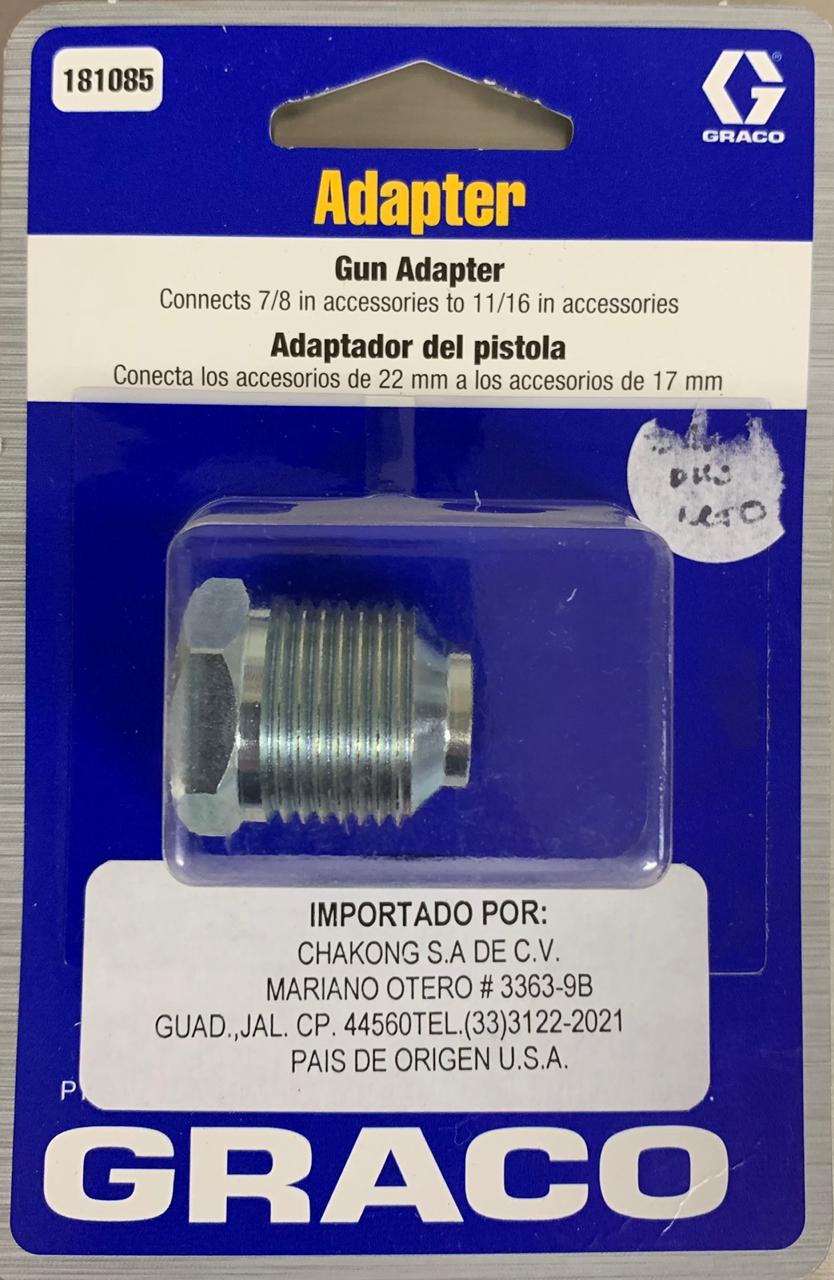 181085
GRACO
Adapter
Gun Adapter
Connects 7/8 in accessories to 11/16 in accessories
Adaptador del pistola
Conecta los accesorios de 22 mm a los accesorios de 17 mm
IMPORTADO POR:
CHAKONG S.A DE C.V.
MARIANO OTERO # 3363-9B
GUAD.,JAL. CP. 44560TEL.(33)3122-2021
PAIS DE ORIGEN U.S.A.
GRACO